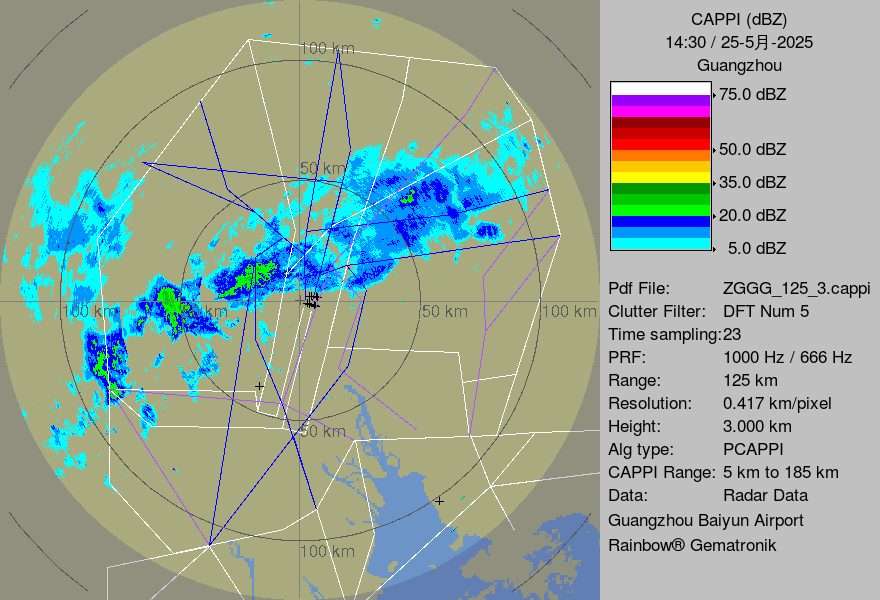 CAPPI (dBZ)
14:30 / 25-5月-2025
Guangzhou
75.0 dBZ
50.0 dBZ
35.0 dBZ
20.0 dBZ
5.0 dBZ
Pdf File: ZGGG_125_3.cappi
Clutter Filter: DFT Num 5
Time sampling:23
PRF: 1000 Hz / 666 Hz
Range: 125 km
Resolution: 0.417 km/pixel
Height: 3.000 km
Alg type: PCAPPI
CAPPI Range: 5 km to 185 km
Data: Radar Data
Guangzhou Baiyun Airport
Rainbow® Gematronik
100 km
50 km
100 km
50 km
50 km
100 km
50 km
100 km